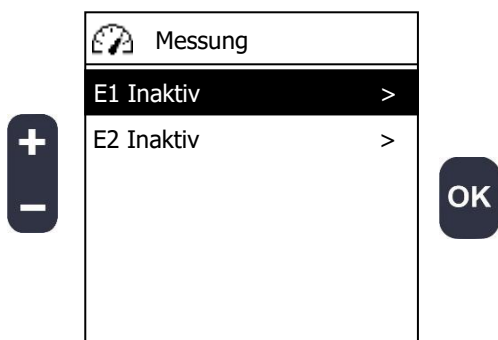 Messung
E1 Inaktiv >
E2 Inaktiv >
+
−
OK